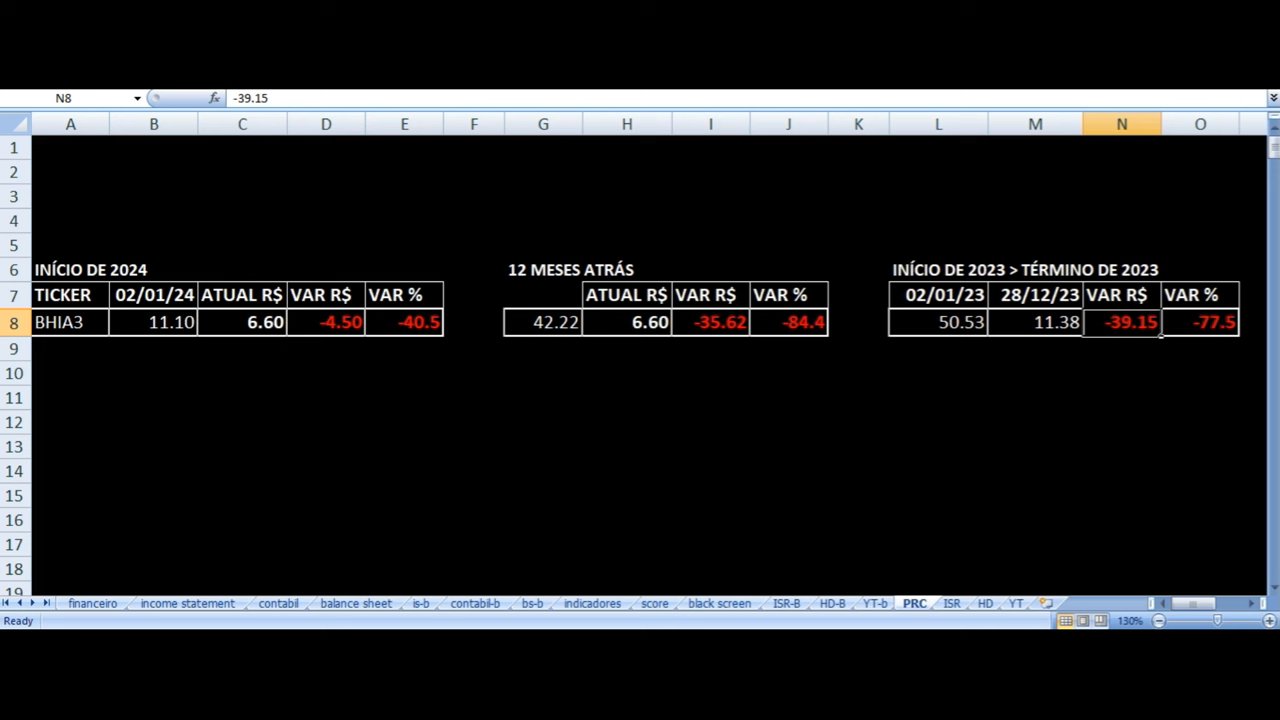 N8 fx -39.15
A B C D E F G H I J K L M N O
1
2
3
4
5
6 INÍCIO DE 2024 12 MESES ATRÁS INÍCIO DE 2023 > TÉRMINO DE 2023
7 TICKER 02/01/24 ATUAL R$ VAR R$ VAR % ATUAL R$ VAR R$ VAR % 02/01/23 28/12/23 VAR R$ VAR %
8 BHIA3 11.10 6.60 -4.50 -40.5 42.22 6.60 -35.62 -84.4 50.53 11.38 -39.15 -77.5
9
10
11
12
13
14
15
16
17
18
19
financeiro income statement contabil balance sheet is-b contabil-b bs-b indicadores score black screen ISR-B HD-B YT-b PRC ISR HD YT
Ready 130%